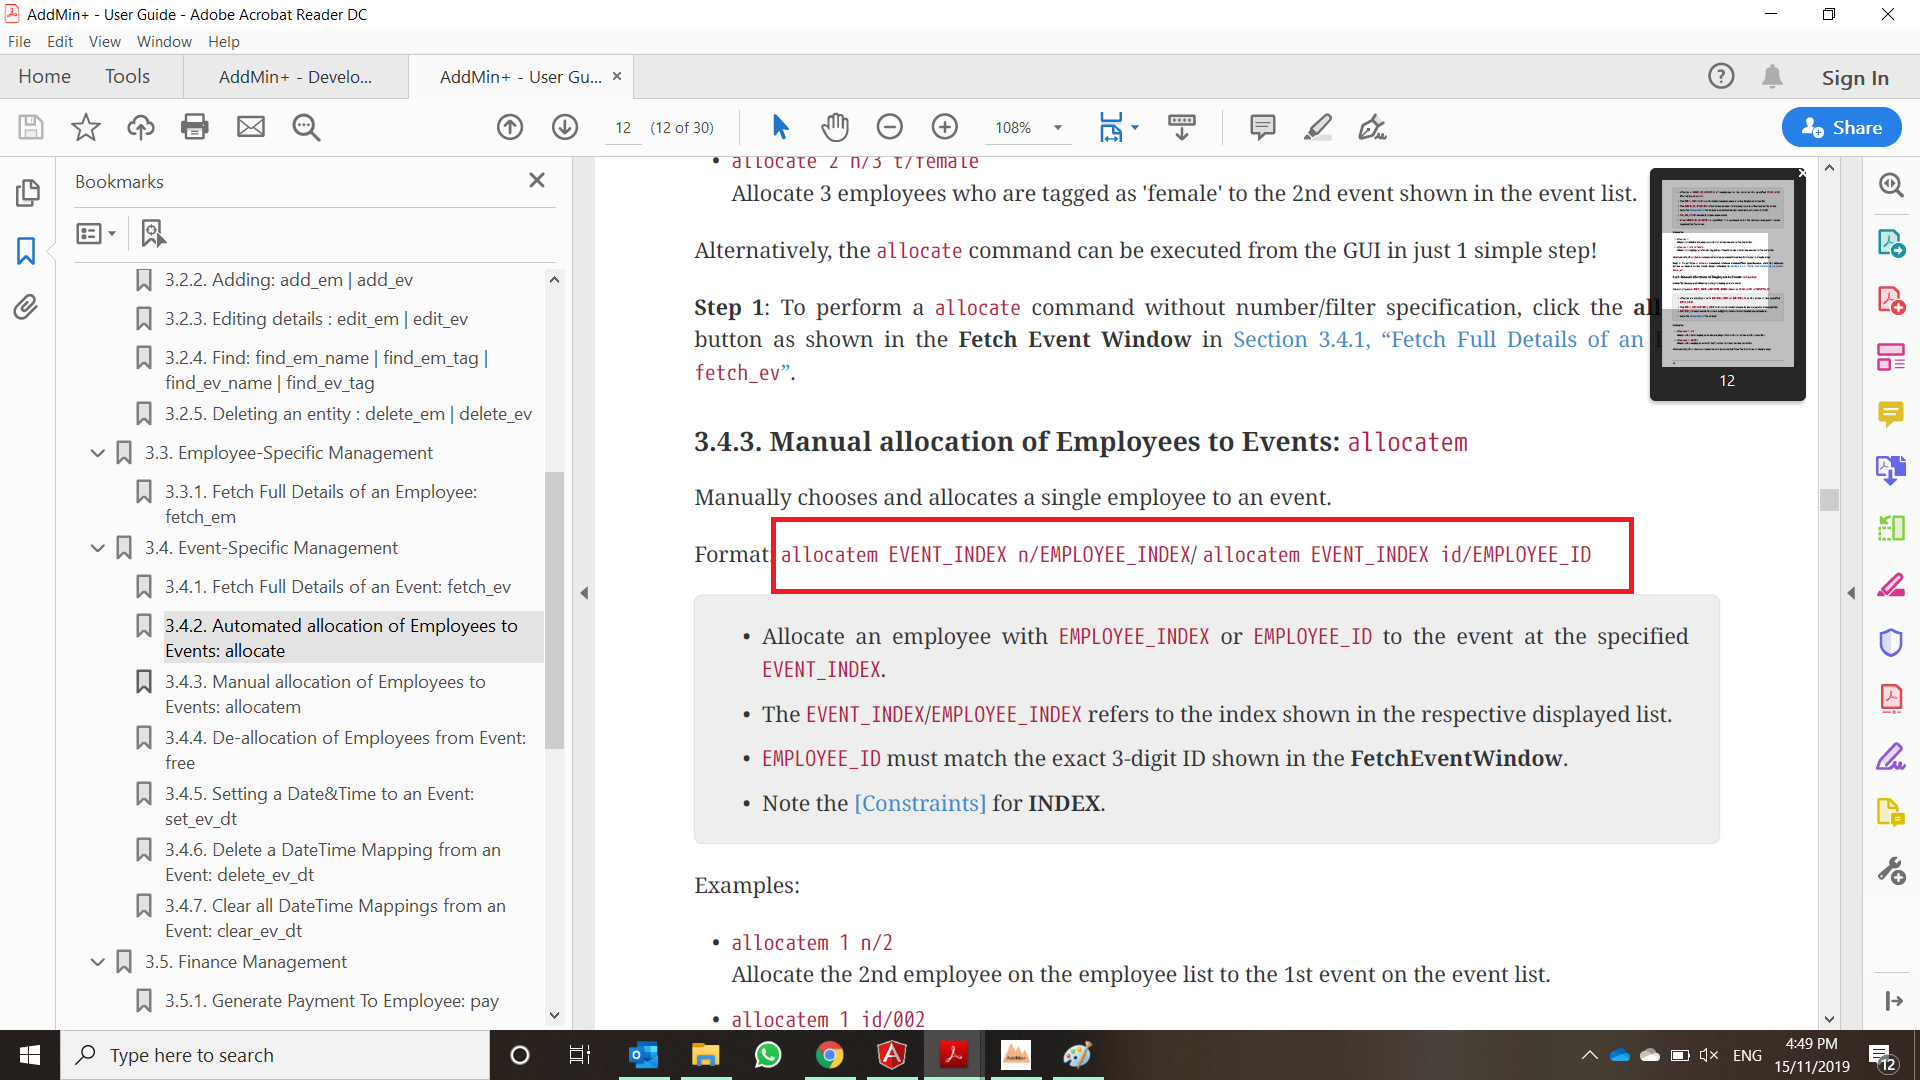 AddMin+ - User Guide - Adobe Acrobat Reader DC
File Edit View Window Help
Home Tools AddMin+ - Develo... AddMin+ - User Gu... × Sign In
12 (12 of 30) 108% Share
Bookmarks
3.2.2. Adding: add_em | add_ev
3.2.3. Editing details : edit_em | edit_ev
3.2.4. Find: find_em_name | find_em_tag |
find_ev_name | find_ev_tag
3.2.5. Deleting an entity : delete_em | delete_ev
3.3. Employee-Specific Management
3.3.1. Fetch Full Details of an Employee:
fetch_em
3.4. Event-Specific Management
3.4.1. Fetch Full Details of an Event: fetch_ev
3.4.2. Automated allocation of Employees to
Events: allocate
3.4.3. Manual allocation of Employees to
Events: allocatem
3.4.4. De-allocation of Employees from Event:
free
3.4.5. Setting a Date&Time to an Event:
set_ev_dt
3.4.6. Delete a DateTime Mapping from an
Event: delete_ev_dt
3.4.7. Clear all DateTime Mappings from an
Event: clear_ev_dt
3.5. Finance Management
3.5.1. Generate Payment To Employee: pay
• allocate 2 n/3 t/female
Allocate 3 employees who are tagged as 'female' to the 2nd event shown in the event list.
Alternatively, the allocate command can be executed from the GUI in just 1 simple step!
Step 1: To perform a allocate command without number/filter specification, click the all
button as shown in the Fetch Event Window in Section 3.4.1, “Fetch Full Details of an
fetch_ev”.
3.4.3. Manual allocation of Employees to Events: allocatem
Manually chooses and allocates a single employee to an event.
Format: allocatem EVENT_INDEX n/EMPLOYEE_INDEX/ allocatem EVENT_INDEX id/EMPLOYEE_ID
• Allocate an employee with EMPLOYEE_INDEX or EMPLOYEE_ID to the event at the specified
EVENT_INDEX.
• The EVENT_INDEX/EMPLOYEE_INDEX refers to the index shown in the respective displayed list.
• EMPLOYEE_ID must match the exact 3-digit ID shown in the FetchEventWindow.
• Note the [Constraints] for INDEX.
Examples:
• allocatem 1 n/2
Allocate the 2nd employee on the employee list to the 1st event on the event list.
• allocatem 1 id/002
12
Type here to search
ENG
4:49 PM
15/11/2019
12